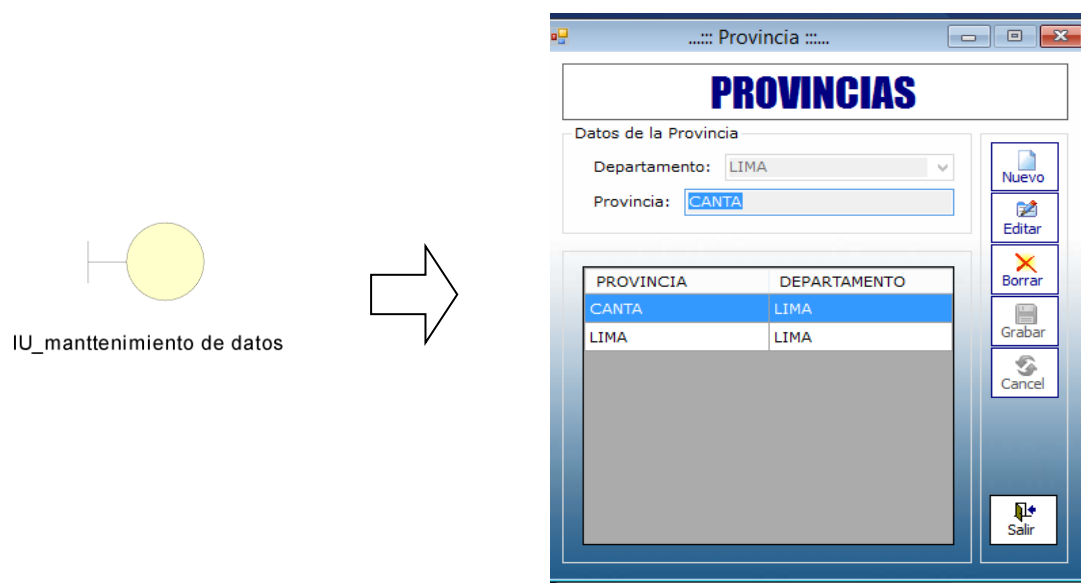 ...::: Provincia :::...
PROVINCIAS
Datos de la Provincia
Departamento: LIMA
Provincia: CANTA
Nuevo
Editar
Borrar
Grabar
Cancel
PROVINCIA DEPARTAMENTO
CANTA LIMA
LIMA LIMA
Salir
IU_manttenimiento de datos